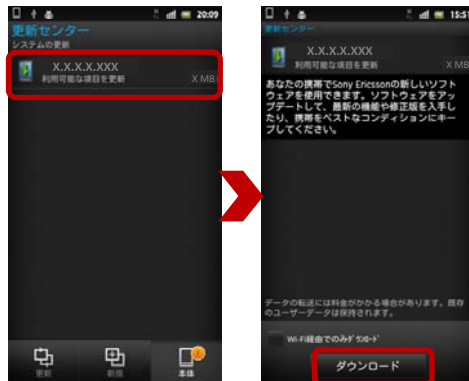 20:09
更新センター
システムの更新
X.X.X.X.XXX
利用可能な項目を更新
X MB
更新
新規
本体
15:51
更新センター
X.X.X.X.XXX
利用可能な項目を更新
X MB
あなたの携帯でSony Ericssonの新しいソフト
ウェアを使用できます。ソフトウェアをアッ
プデートして、最新の機能や修正版を入手し
たり、携帯をベストなコンディションにキー
プしてください。
データの転送には料金がかかる場合があります。既存
のユーザーデータは保持されます。
Wi-Fi経由でのみﾀﾞｳﾝﾛｰﾄﾞ
ダウンロード